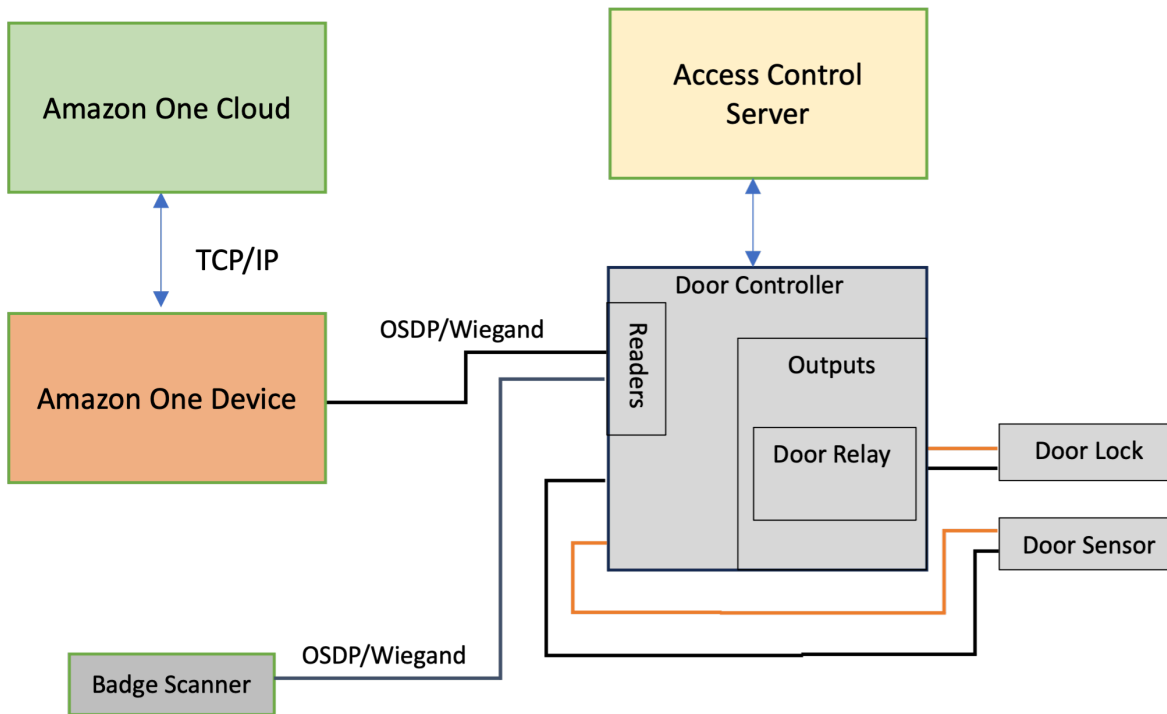 Amazon One Cloud
Access Control
Server
TCP/IP
Door Controller
OSDP/Wiegand
Readers
Outputs
Amazon One Device
Door Relay
Door Lock
Door Sensor
OSDP/Wiegand
Badge Scanner